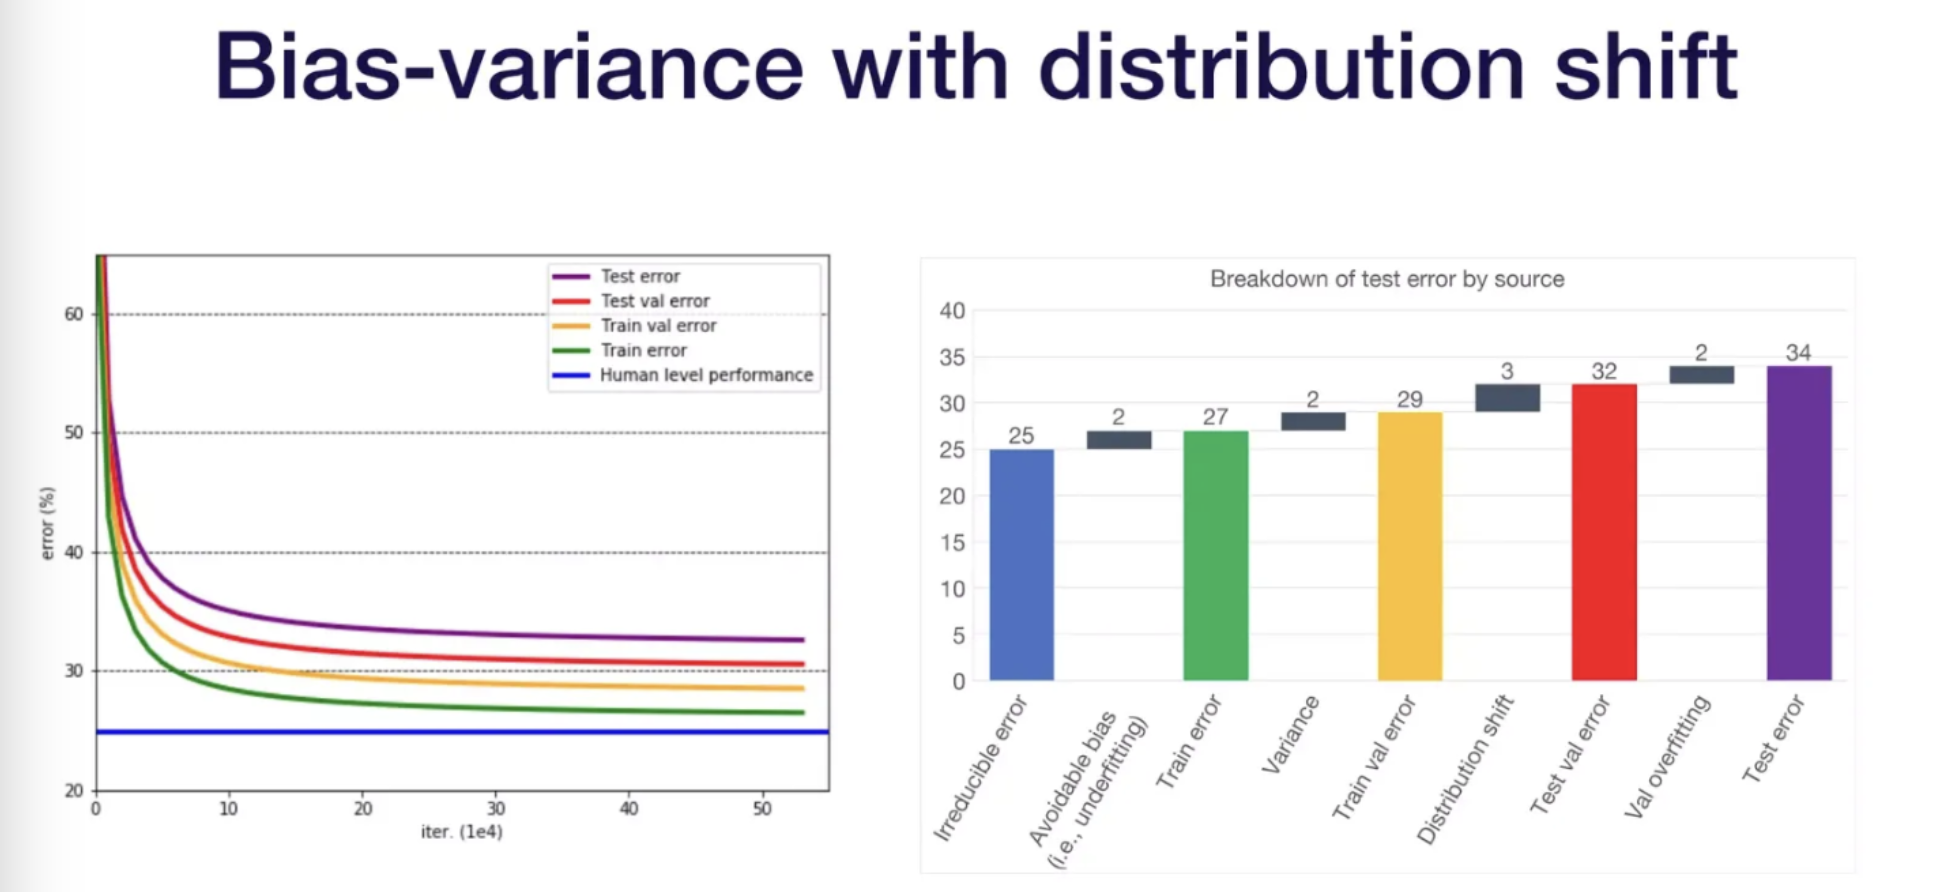 Bias-variance with distribution shift
60
50
40
30
20
error (%)
0
10
20
30
40
50
iter. (1e4)
Test error
Test val error
Train val error
Train error
Human level performance
Breakdown of test error by source
40
35
30
25
20
15
10
5
0
25
2
27
2
29
3
32
2
34
Irreducible error
Avoidable bias
(i.e., underfitting)
Train error
Variance
Train val error
Distribution shift
Test val error
Val overfitting
Test error